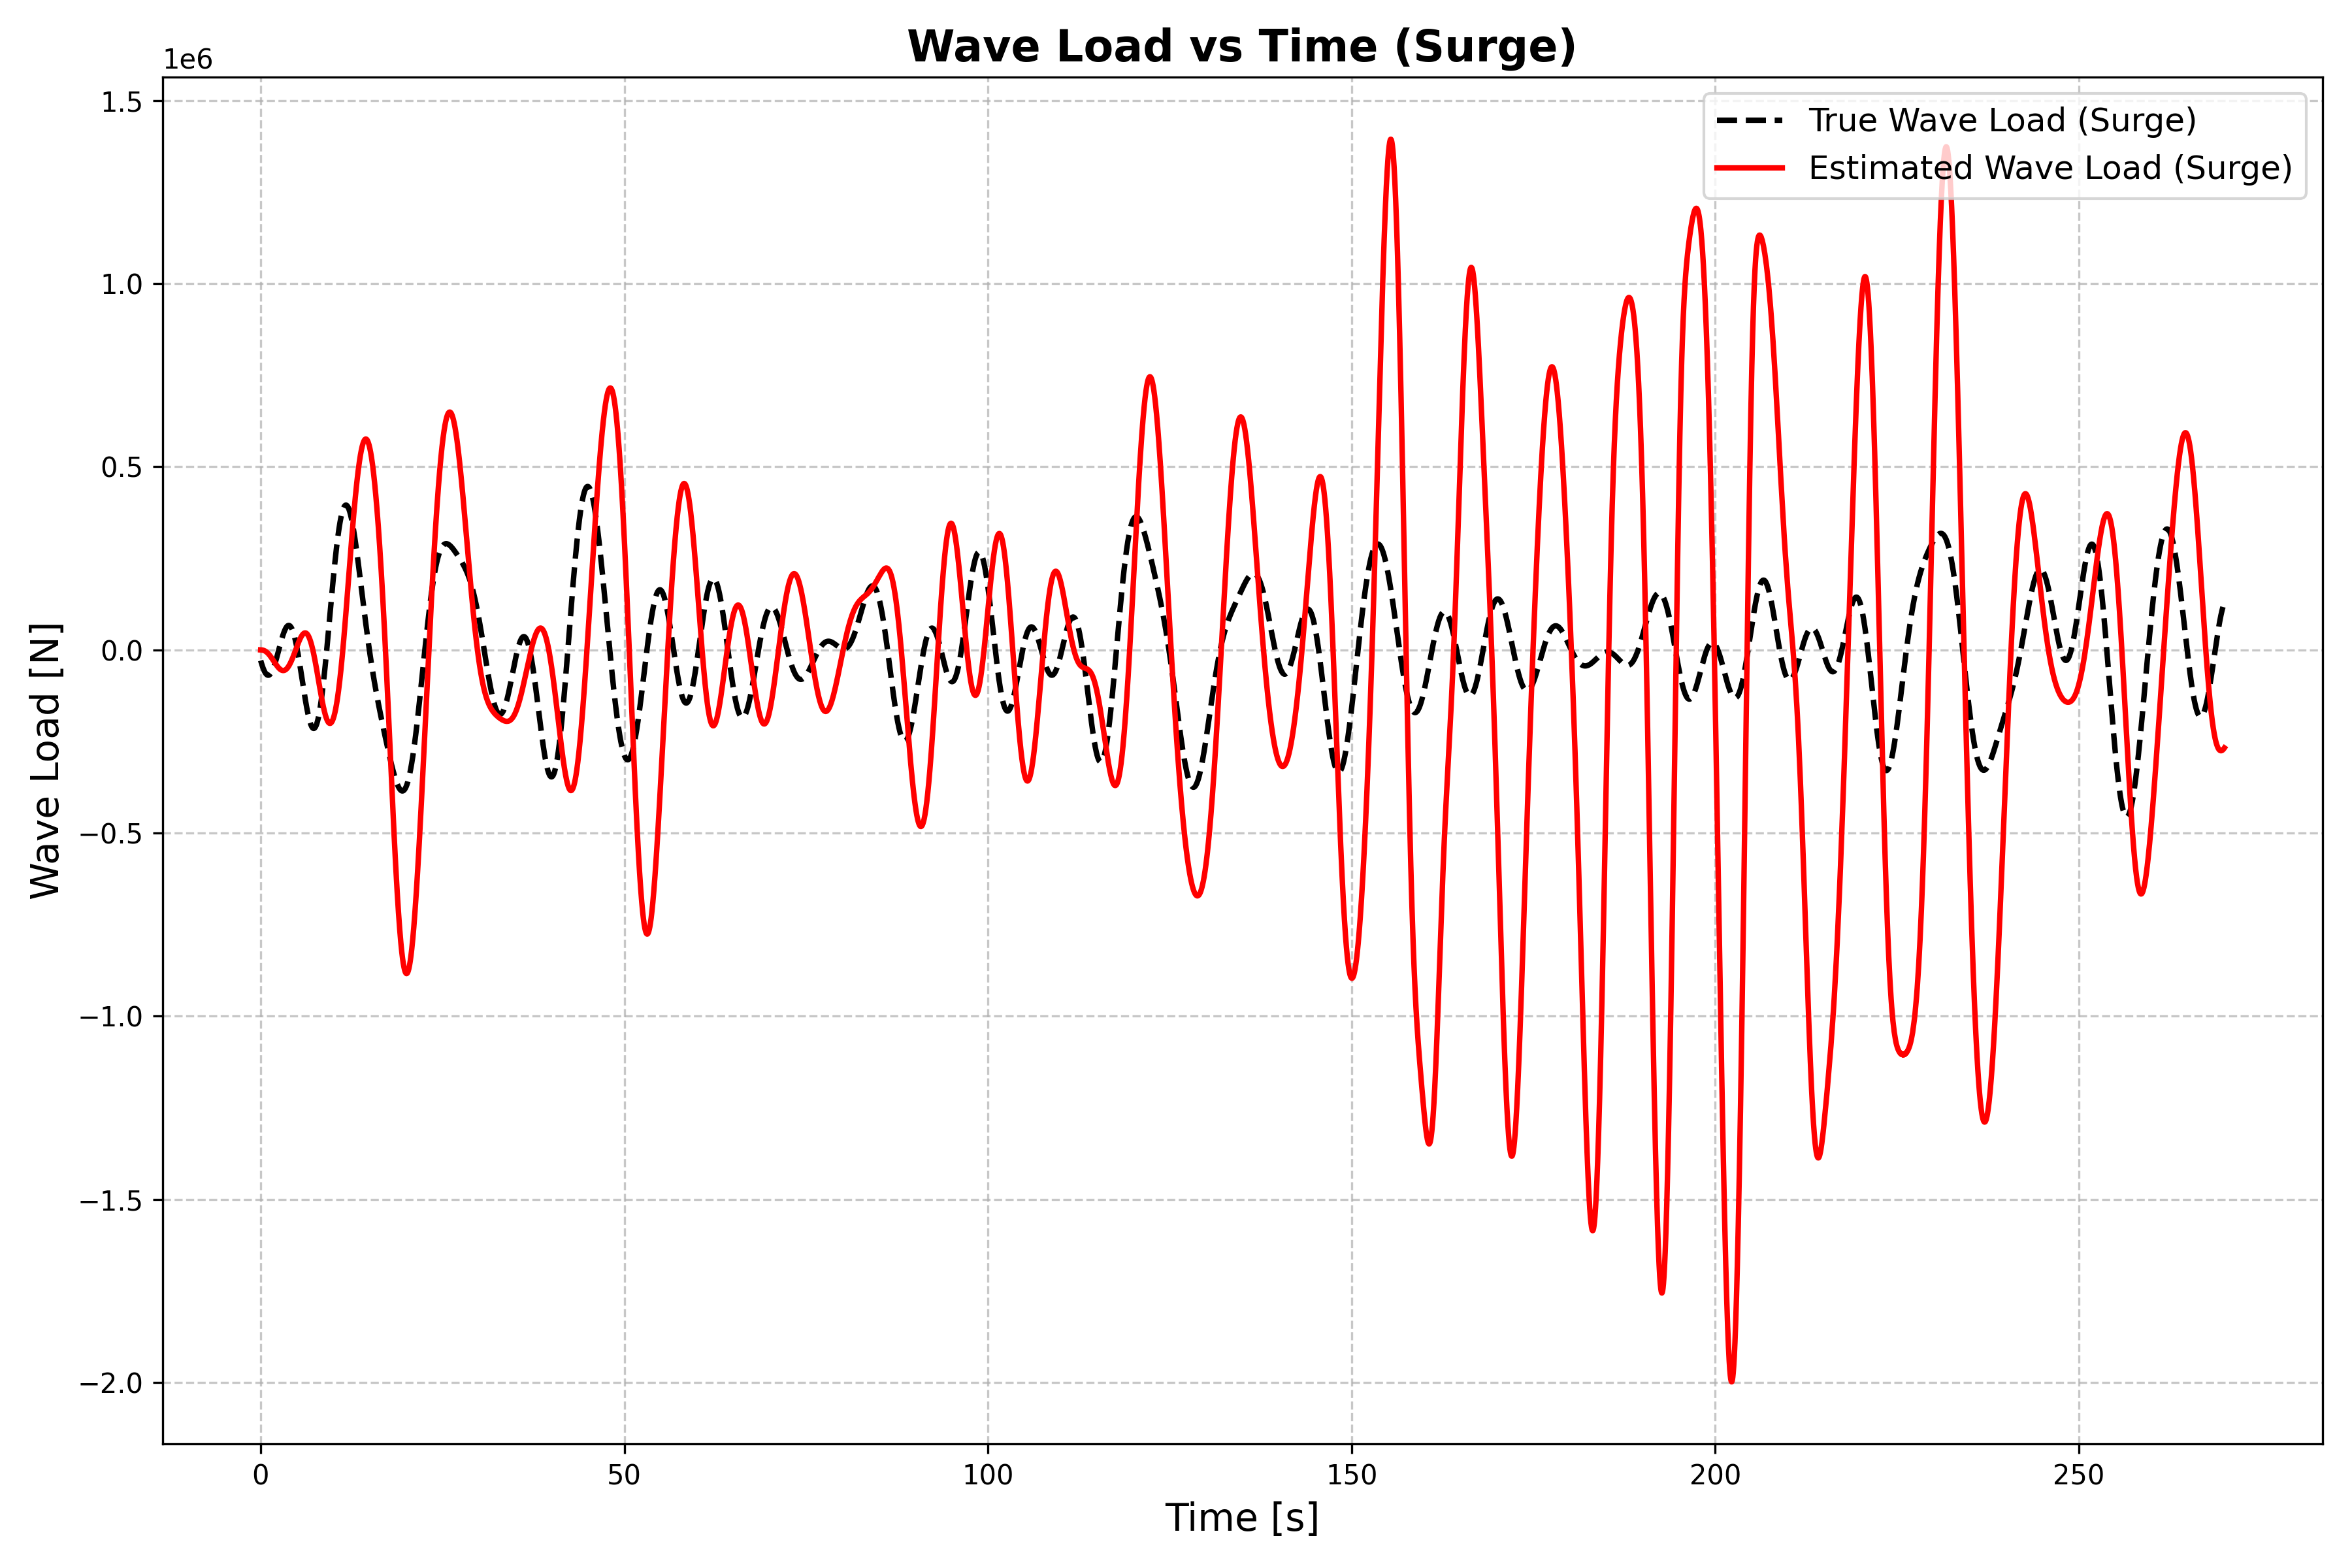 Wave Load vs Time (Surge)
1e6
True Wave Load (Surge)
Estimated Wave Load (Surge)
Wave Load [N]
1.5
1.0
0.5
0.0
−0.5
−1.0
−1.5
−2.0
0 50 100 150 200 250
Time [s]